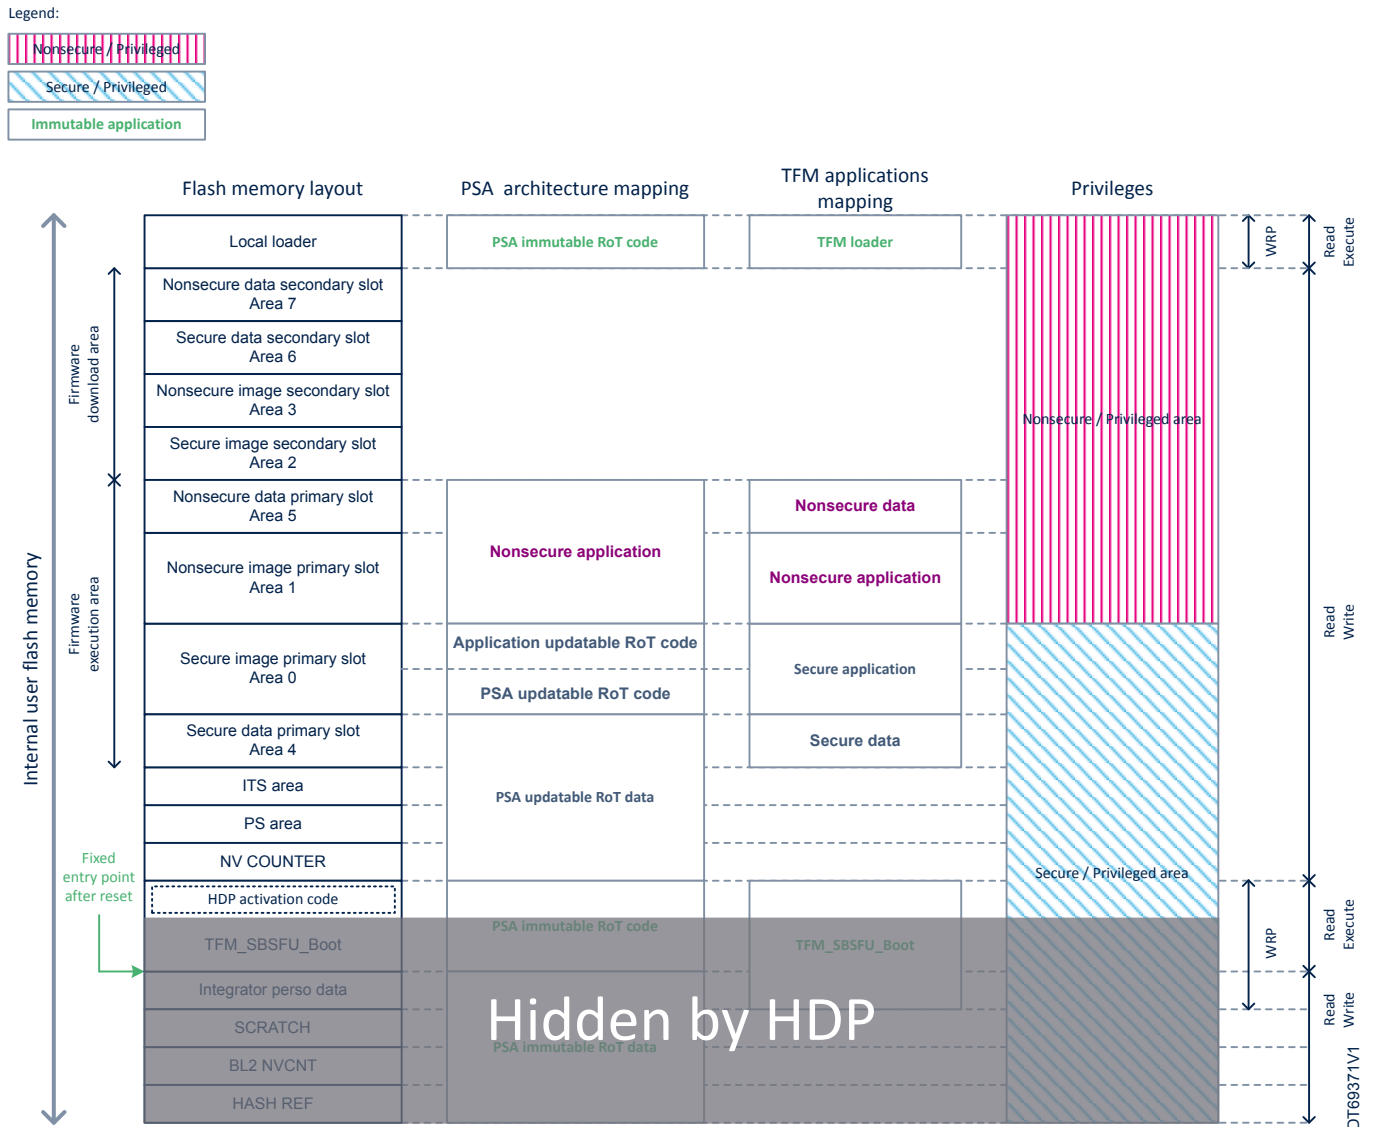 Legend:
Nonsecure / Privileged
Secure / Privileged
Immutable application
Flash memory layout
PSA architecture mapping
TFM applications
mapping
Privileges
Internal user flash memory
Firmware
download area
Firmware
execution area
Fixed
entry point
after reset
Local loader
Nonsecure data secondary slot
Area 7
Secure data secondary slot
Area 6
Nonsecure image secondary slot
Area 3
Secure image secondary slot
Area 2
Nonsecure data primary slot
Area 5
Nonsecure image primary slot
Area 1
Secure image primary slot
Area 0
Secure data primary slot
Area 4
ITS area
PS area
NV COUNTER
HDP activation code
TFM_SBSFU_Boot
Integrator perso data
SCRATCH
BL2 NVCNT
HASH REF
PSA immutable RoT code
Nonsecure application
Application updatable RoT code
PSA updatable RoT code
PSA updatable RoT data
PSA immutable RoT code
PSA immutable RoT data
TFM loader
Nonsecure data
Nonsecure application
Secure application
Secure data
TFM_SBSFU_Boot
Hidden by HDP
Nonsecure / Privileged area
Secure / Privileged area
WRP
WRP
Read
Execute
Read
Write
Read
Execute
Read
Write
DT69371V1